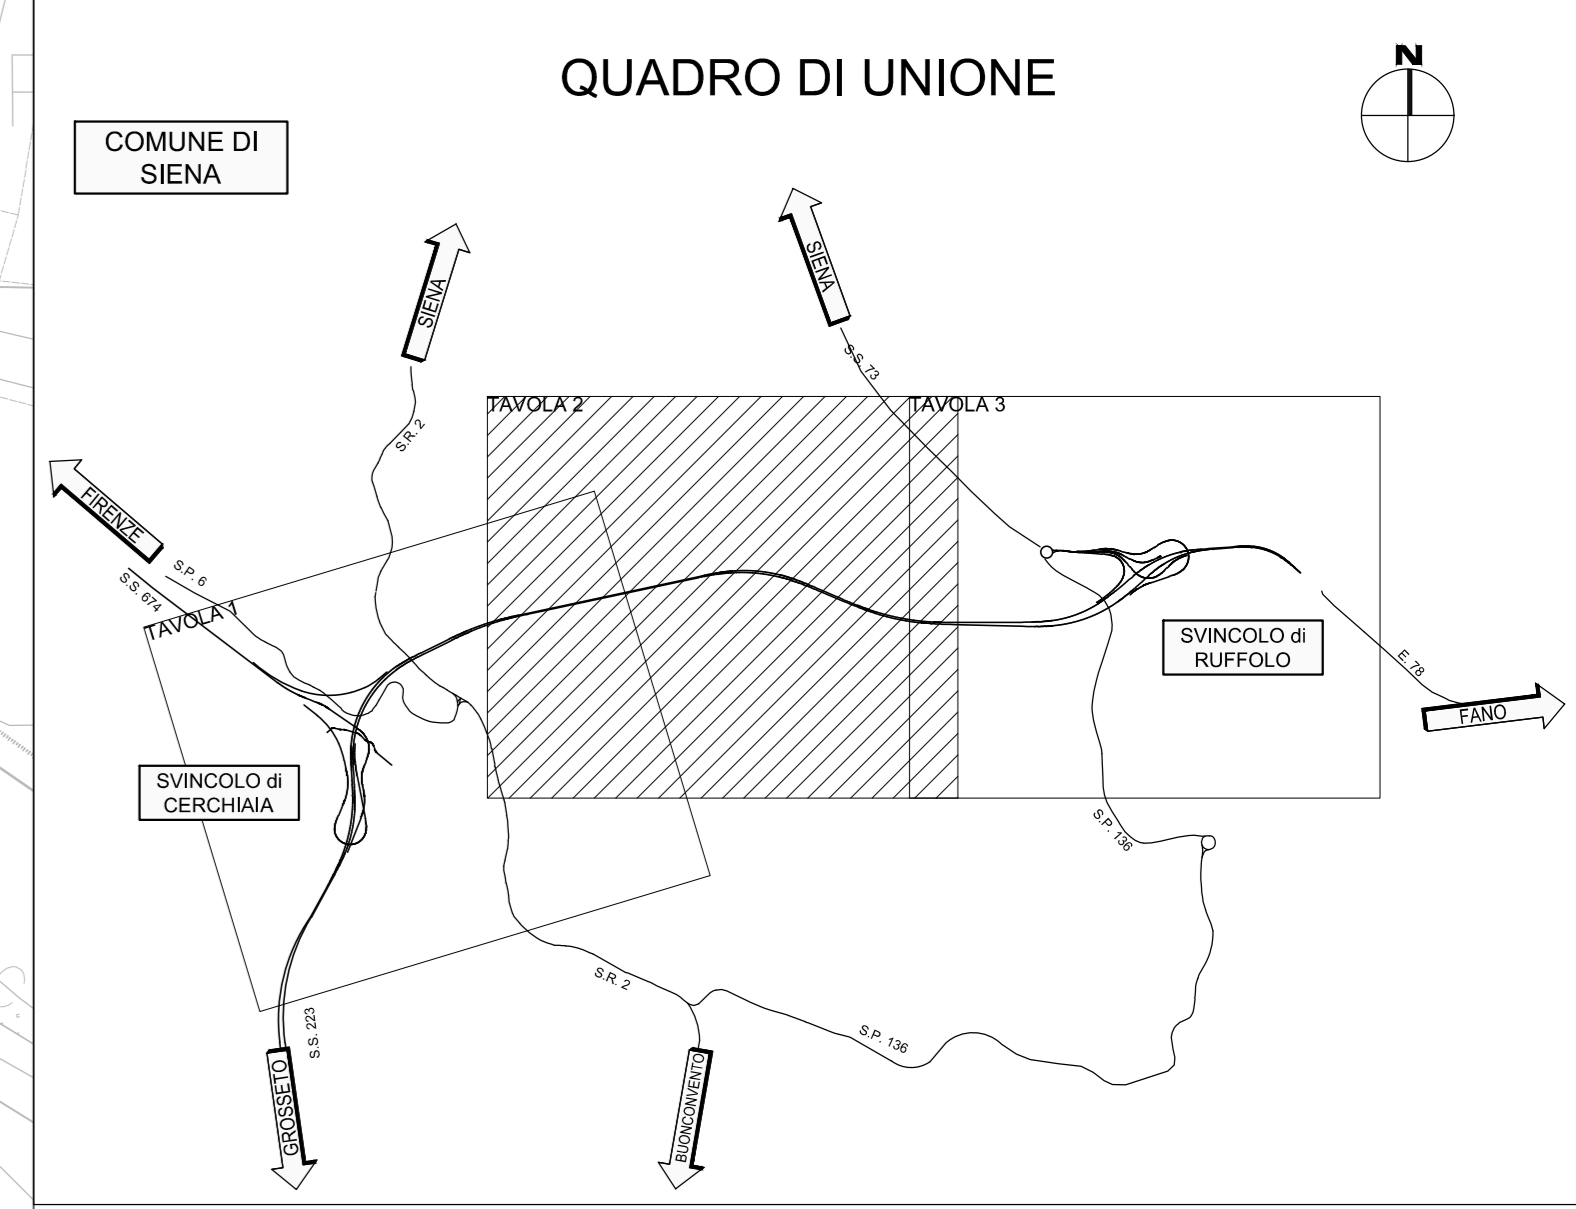 QUADRO DI UNIONE
N
COMUNE DI
SIENA
SIENA
SIENA
S.S. 73
S.R. 2
TAVOLA 2
TAVOLA 3
FIRENZE
S.P. 6
S.S. 674
TAVOLA 1
SVINCOLO di
RUFFOLO
E. 78
FANO
SVINCOLO di
CERCHIAIA
S.P. 136
S.R. 2
S.S. 223
S.P. 136
GROSSETO
BUONCONVENTO